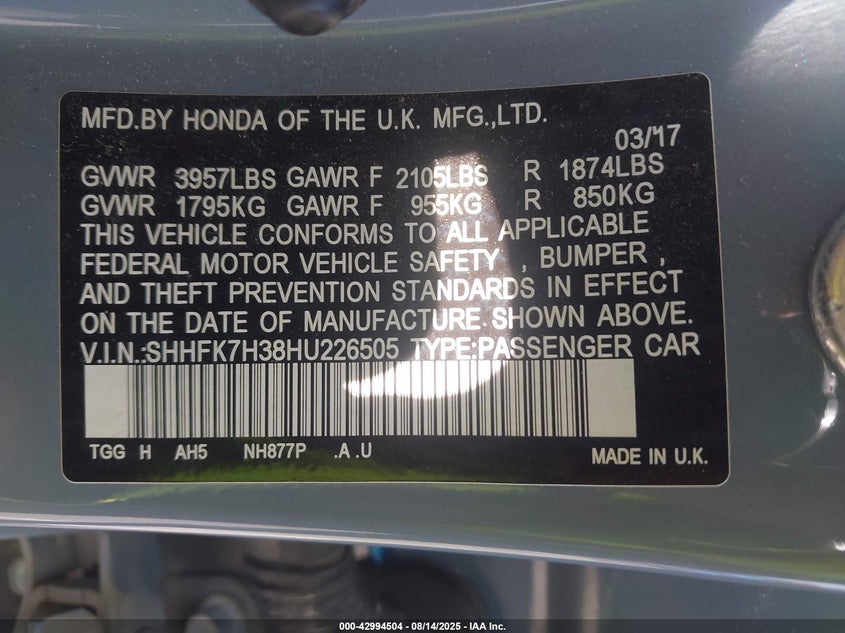 MFD.BY HONDA OF THE U.K. MFG.,LTD.
03/'17
GVWR 3957LBS GAWR F 2105LBS R 1874LBS
GVWR 1795KG GAWR F 955KG R 850KG
THIS VEHICLE CONFORMS TO ALL APPLICABLE
FEDERAL MOTOR VEHICLE SAFETY , BUMPER ,
AND THEFT PREVENTION STANDARDS IN EFFECT
ON THE DATE OF MANUFACTURE SHOWN ABOVE.
V.I.N.:SHHFK7H38HU226505 TYPE:PASSENGER CAR
TGG H AH5 NH877P .A .U MADE IN U.K.
000-42994504 - 08/14/2025 - IAA Inc.